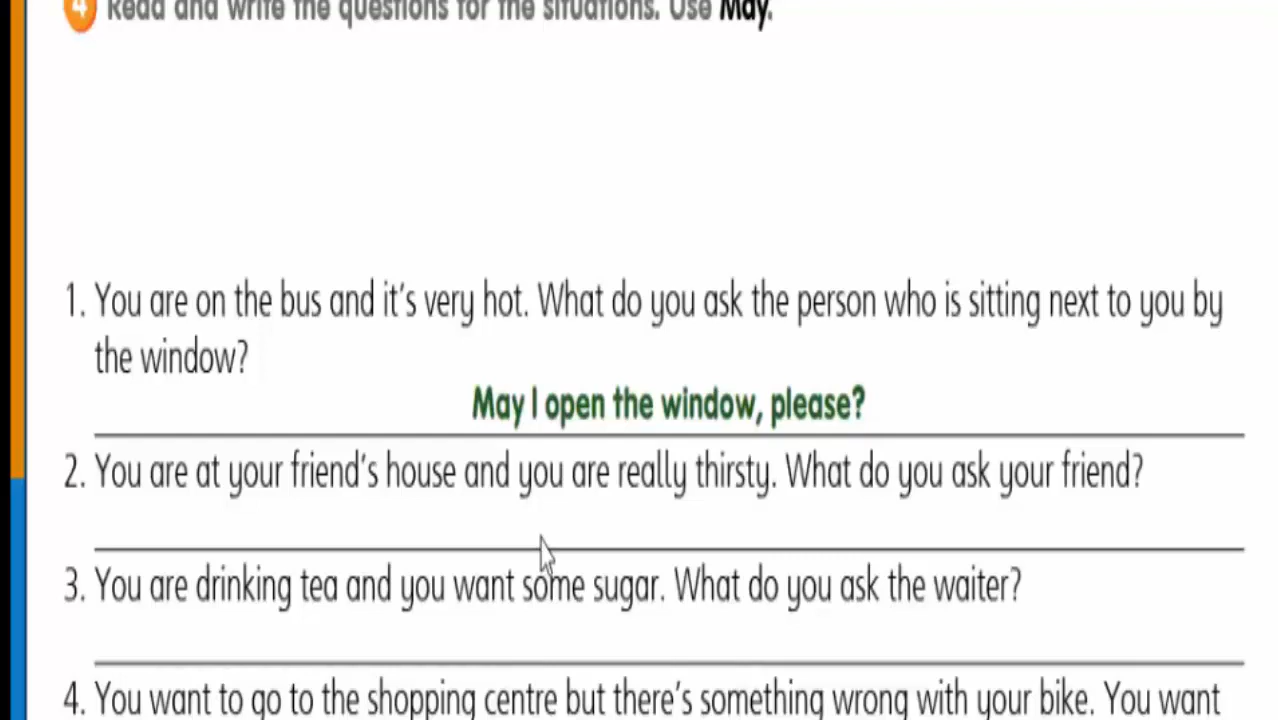 4 Read and write the questions for the situations. Use May.
1. You are on the bus and it's very hot. What do you ask the person who is sitting next to you by
the window?
May I open the window, please?
2. You are at your friend's house and you are really thirsty. What do you ask your friend?
3. You are drinking tea and you want some sugar. What do you ask the waiter?
4. You want to go to the shopping centre but there's something wrong with your bike. You want